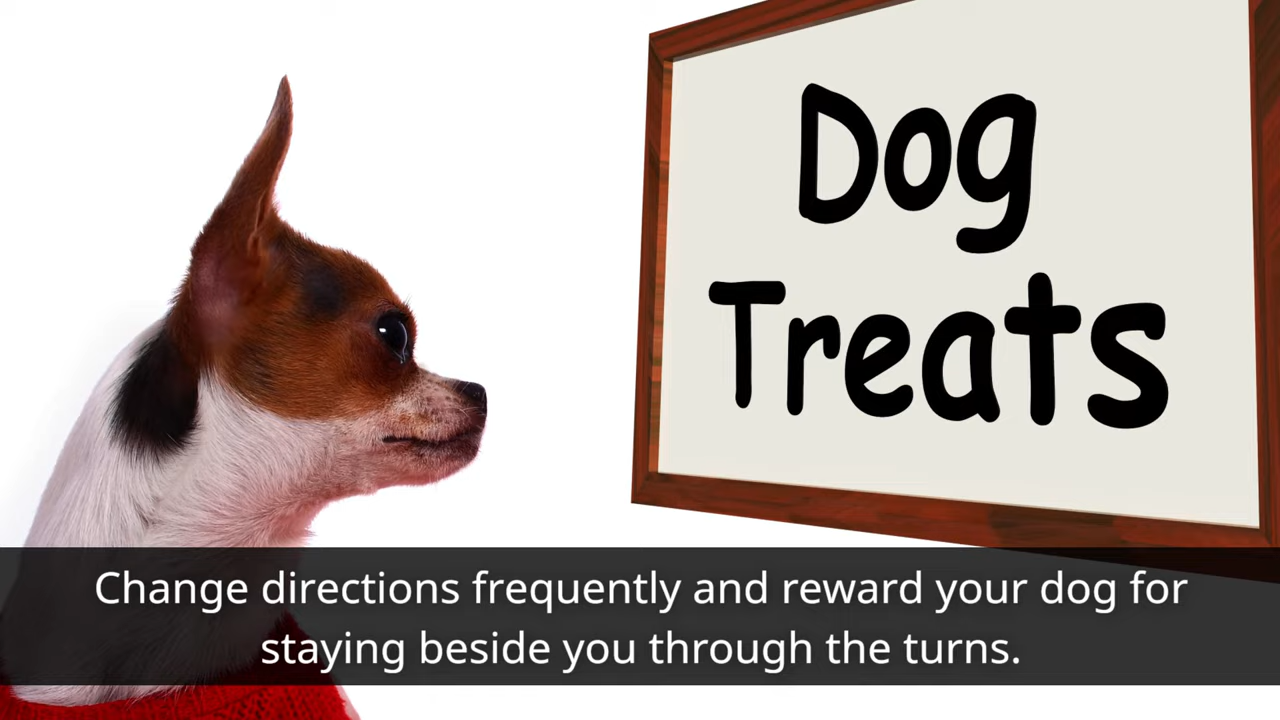 Dog
Treats
Change directions frequently and reward your dog for
staying beside you through the turns.